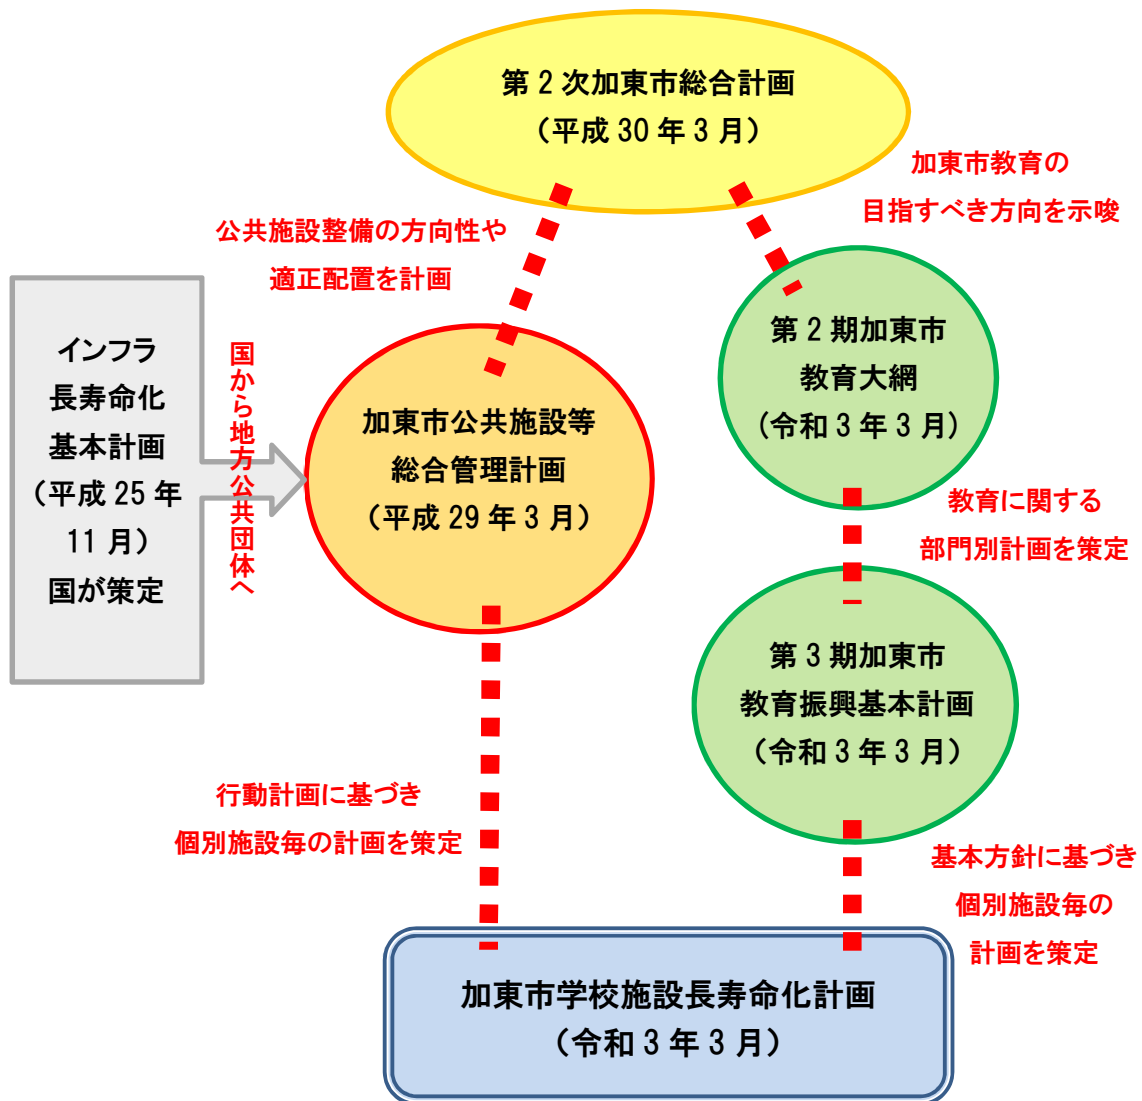 第２次加東市総合計画
（平成 30 年３月）
加東市教育の
目指すべき方向を示唆
公共施設整備の方向性や
適正配置を計画
インフラ
長寿命化
基本計画
（平成 25 年
11 月）
国が策定
国から地方公共団体へ
加東市公共施設等
総合管理計画
（平成 29 年３月）
第２期加東市
教育大綱
（令和３年３月）
教育に関する
部門別計画を策定
第３期加東市
教育振興基本計画
（令和３年３月）
行動計画に基づき
個別施設毎の計画を策定
基本方針に基づき
個別施設毎の
計画を策定
加東市学校施設長寿命化計画
（令和３年３月）